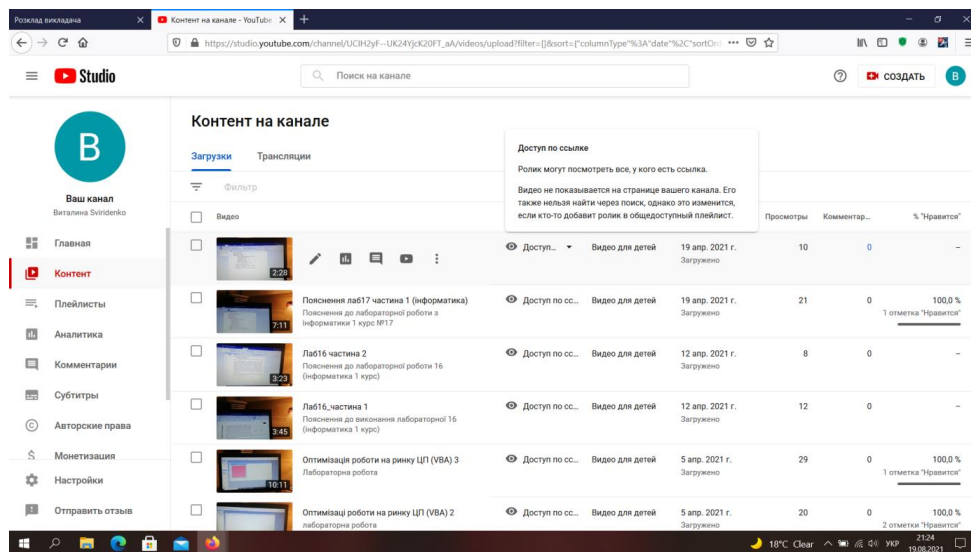 Розклад викладача
Контент на канале - YouTube
https://studio.youtube.com/channel/UCIH2yF--UK24YjcK20FT_aA/videos/upload?filter=[]&sort={"columnType"%3A"date"%2C"sortOr
Studio
Поиск на канале
СОЗДАТЬ
В
В
Ваш канал
Виталина Sviridenko
Главная
Контент
Плейлисты
Аналитика
Комментарии
Субтитры
Авторские права
Монетизация
Настройки
Отправить отзыв
Контент на канале
Загрузки Трансляции
Фильтр
Доступ по ссылке
Ролик могут посмотреть все, у кого есть ссылка.
Видео не показывается на странице вашего канала. Его
также нельзя найти через поиск, однако это изменится,
если кто-то добавит ролик в общедоступный плейлист.
Видео Просмотры Комментар... % "Нравится"
2:28 Доступ... Видео для детей 19 апр. 2021 г. 10 0 –
Загружено
Пояснення лаб17 частина 1 (інформатика) Доступ по сс... Видео для детей 19 апр. 2021 г. 21 0 100,0 %
Пояснення до лабораторної роботи з Загружено 1 отметка "Нравится"
7:11 інформатики 1 курс №17
Лаб16 частина 2 Доступ по сс... Видео для детей 12 апр. 2021 г. 8 0 –
Пояснення до лабораторної роботи 16 Загружено
3:23 (інформатика 1 курс)
Лаб16_частина 1 Доступ по сс... Видео для детей 12 апр. 2021 г. 12 0 –
Пояснення до виконання лабораторної 16 Загружено
3:45 (інформатика 1 курс)
Оптимізація роботи на ринку ЦП (VBA) 3 Доступ по сс... Видео для детей 5 апр. 2021 г. 29 0 100,0 %
Лабораторна робота Загружено 1 отметка "Нравится"
10:11
Оптимізаці роботи на ринку ЦП (VBA) 2 Доступ по сс... Видео для детей 5 апр. 2021 г. 20 0 100,0 %
лабораторна робота Загружено 2 отметки "Нравится"
18°C Clear УКР 21:24
19.08.2021